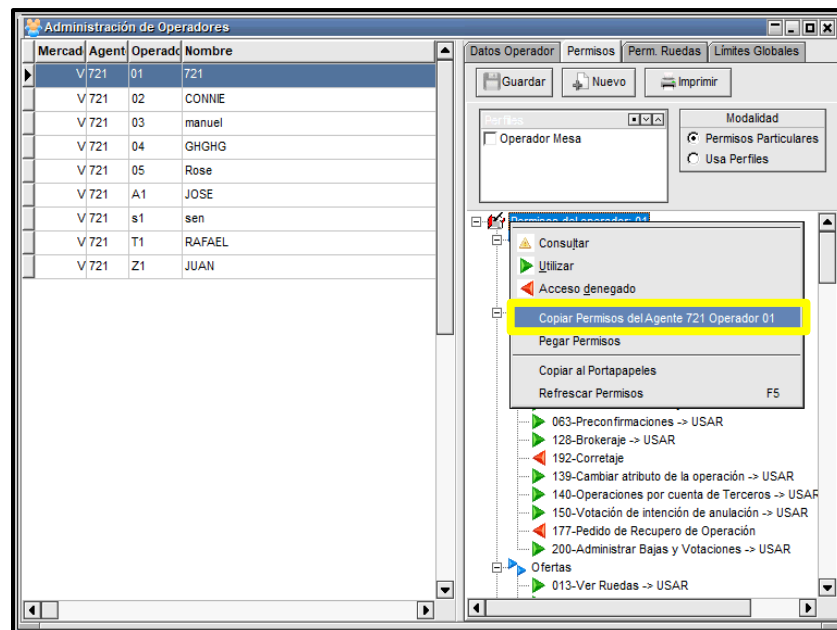 Administración de Operadores
Mercad Agent Operadc Nombre
V 721 01 721
V 721 02 CONNIE
V 721 03 manuel
V 721 04 GHGHG
V 721 05 Rose
V 721 A1 JOSE
V 721 s1 sen
V 721 T1 RAFAEL
V 721 Z1 JUAN
Datos Operador Permisos Perm. Ruedas Límites Globales
Guardar Nuevo Imprimir
Perfiles
Operador Mesa
Modalidad
Permisos Particulares
Usa Perfiles
Permisos del operador: 01
Consultar
Utilizar
Acceso denegado
Copiar Permisos del Agente 721 Operador 01
Pegar Permisos
Copiar al Portapapeles
Refrescar Permisos F5
063-Preconfirmaciones -> USAR
128-Brokeraje -> USAR
192-Corretaje
139-Cambiar atributo de la operación -> USAR
140-Operaciones por cuenta de Terceros -> USAR
150-Votación de intención de anulación -> USAR
177-Pedido de Recupero de Operación
200-Administrar Bajas y Votaciones -> USAR
Ofertas
013-Ver Ruedas -> USAR